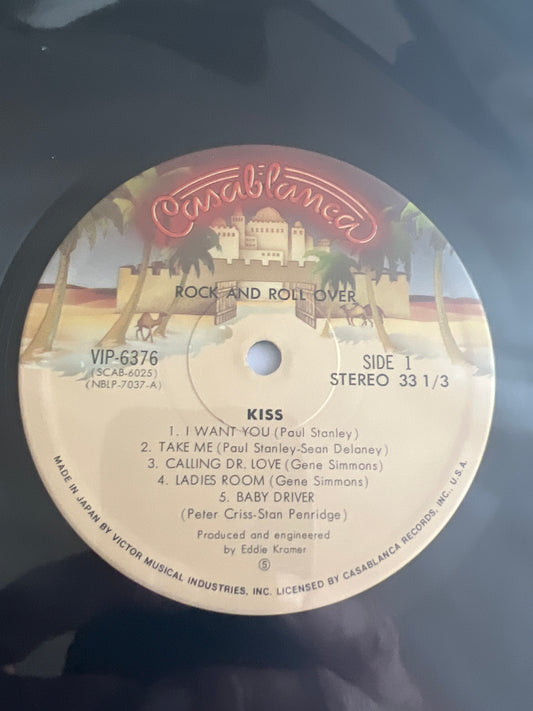 Casablanca
ROCK AND ROLL OVER
VIP-6376
(SCAB-6025)
(NBLP-7037-A)
SIDE 1
STEREO 33 1/3
KISS
1. I WANT YOU (Paul Stanley)
2. TAKE ME (Paul Stanley-Sean Delaney)
3. CALLING DR. LOVE (Gene Simmons)
4. LADIES ROOM (Gene Simmons)
5. BABY DRIVER
(Peter Criss-Stan Penridge)
Produced and engineered
by Eddie Kramer
⑤
MADE IN JAPAN BY VICTOR MUSICAL INDUSTRIES, INC. LICENSED BY CASABLANCA RECORDS, INC., U.S.A.